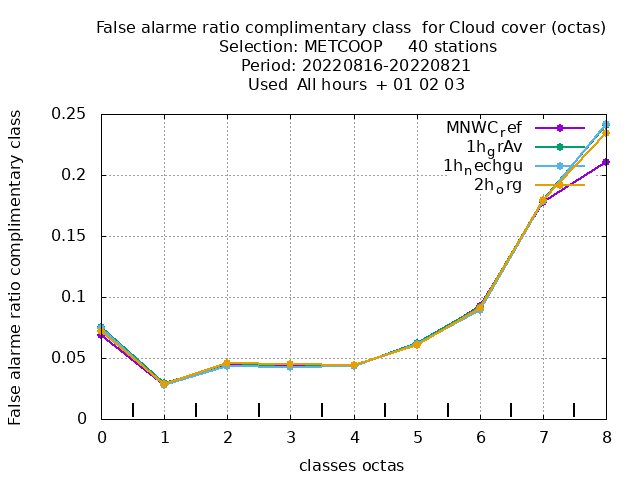 False alarme ratio complimentary class  for Cloud cover (octas)
Selection: METCOOP     40 stations
Period: 20220816-20220821
Used  All hours  + 01 02 03
False alarme ratio complimentary class
0.25
0.2
0.15
0.1
0.05
0
MNWC_ref
1h_grAv
1h_nechgu
2h_org
0 1 2 3 4 5 6 7 8
classes octas